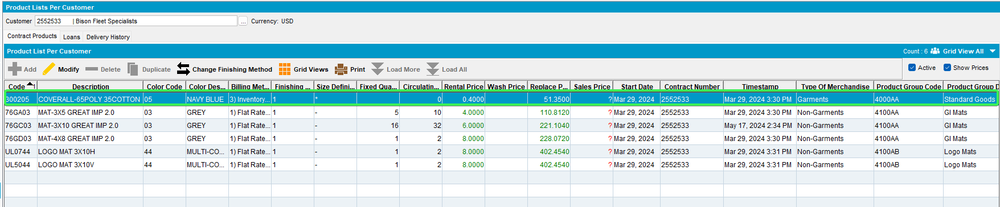 Product Lists Per Customer
Customer 2552533 | Bison Fleet Specialists ... Currency: USD
Contract Products Loans Delivery History
Product List Per Customer Count : 6 Grid View All
Add Modify Delete Duplicate Change Finishing Method Grid Views Print Load More Load All Active Show Prices
Code 1 Description Color Code Color Des... Billing Met... Finishing ... Size Defini... Fixed Qua... Circulatin... Rental Price Wash Price Replace P... Sales Price Start Date Contract Number Timestamp Type Of Merchandise Product Group Code Product Group D
300205 COVERALL-65POLY 35COTTON 05 NAVY BLUE 3) Inventory... 1 * 0 0.4000 51.3500 ? Mar 29, 2024 2552533 Mar 29, 2024 3:30 PM Garments 4000AA Standard Goods
76GA03 MAT-3X5 GREAT IMP 2.0 03 GREY 1) Flat Rate... 1 - 5 10 4.0000 110.8120 ? Mar 29, 2024 2552533 Mar 29, 2024 3:30 PM Non-Garments 4100AA GI Mats
76GC03 MAT-3X10 GREAT IMP 2.0 03 GREY 1) Flat Rate... 1 - 16 32 6.0000 221.1040 ? Mar 29, 2024 2552533 May 17, 2024 2:34 PM Non-Garments 4100AA GI Mats
76GD03 MAT-4X8 GREAT IMP 2.0 03 GREY 1) Flat Rate... 1 - 1 2 8.0000 228.0720 ? Mar 29, 2024 2552533 Mar 29, 2024 3:30 PM Non-Garments 4100AA GI Mats
UL0744 LOGO MAT 3X10H 44 MULTI-CO... 1) Flat Rate... 1 - 1 2 8.0000 402.4540 ? Mar 29, 2024 2552533 Mar 29, 2024 3:31 PM Non-Garments 4100AB Logo Mats
UL5044 LOGO MAT 3X10V 44 MULTI-CO... 1) Flat Rate... 1 - 1 2 8.0000 402.4540 ? Mar 29, 2024 2552533 Mar 29, 2024 3:31 PM Non-Garments 4100AB Logo Mats